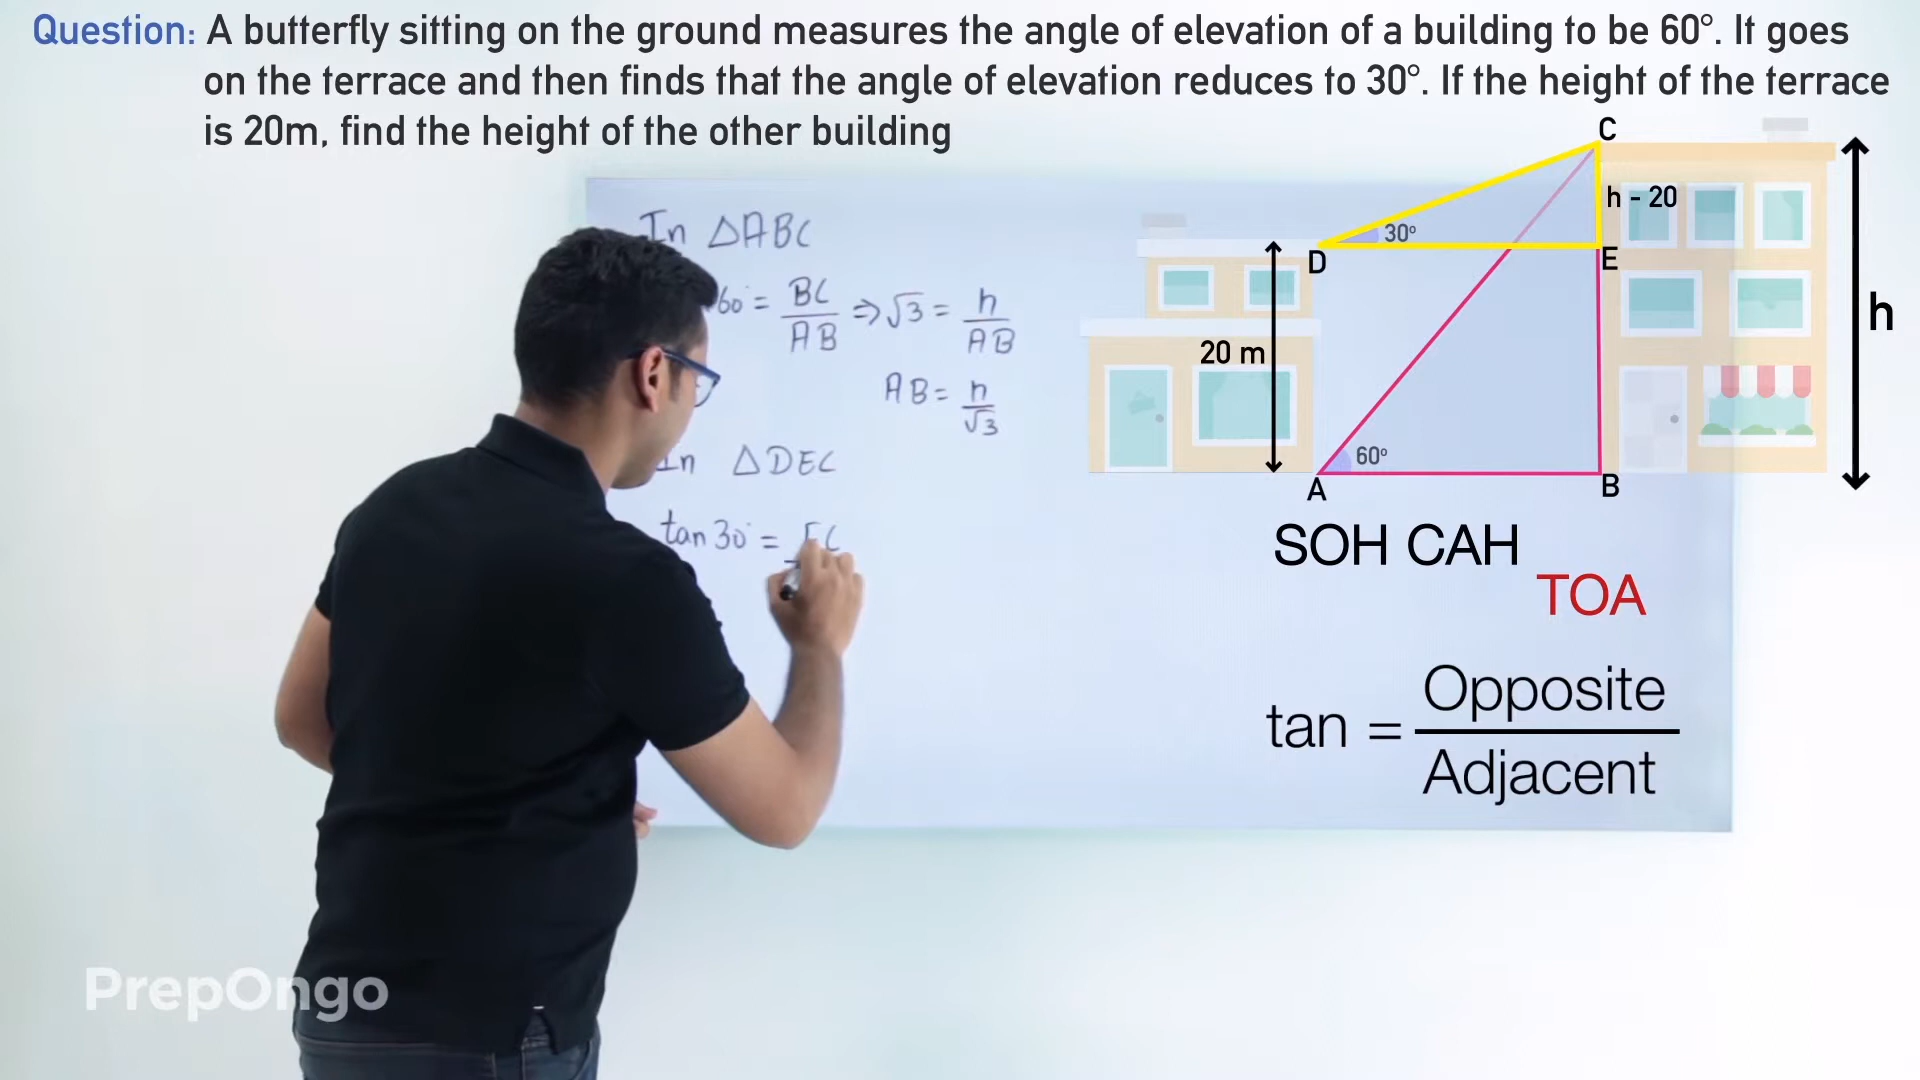 Question: A butterfly sitting on the ground measures the angle of elevation of a building to be 60°. It goes
on the terrace and then finds that the angle of elevation reduces to 30°. If the height of the terrace
is 20m, find the height of the other building
In △ABC
60° = BC/AB ⇒ √3 = h/AB
AB = h/√3
In △DEC
tan 30° = EC
C
h - 20
30°
D
E
h
20 m
60°
A
B
SOH CAH
TOA
tan = Opposite/Adjacent
PrepOngo